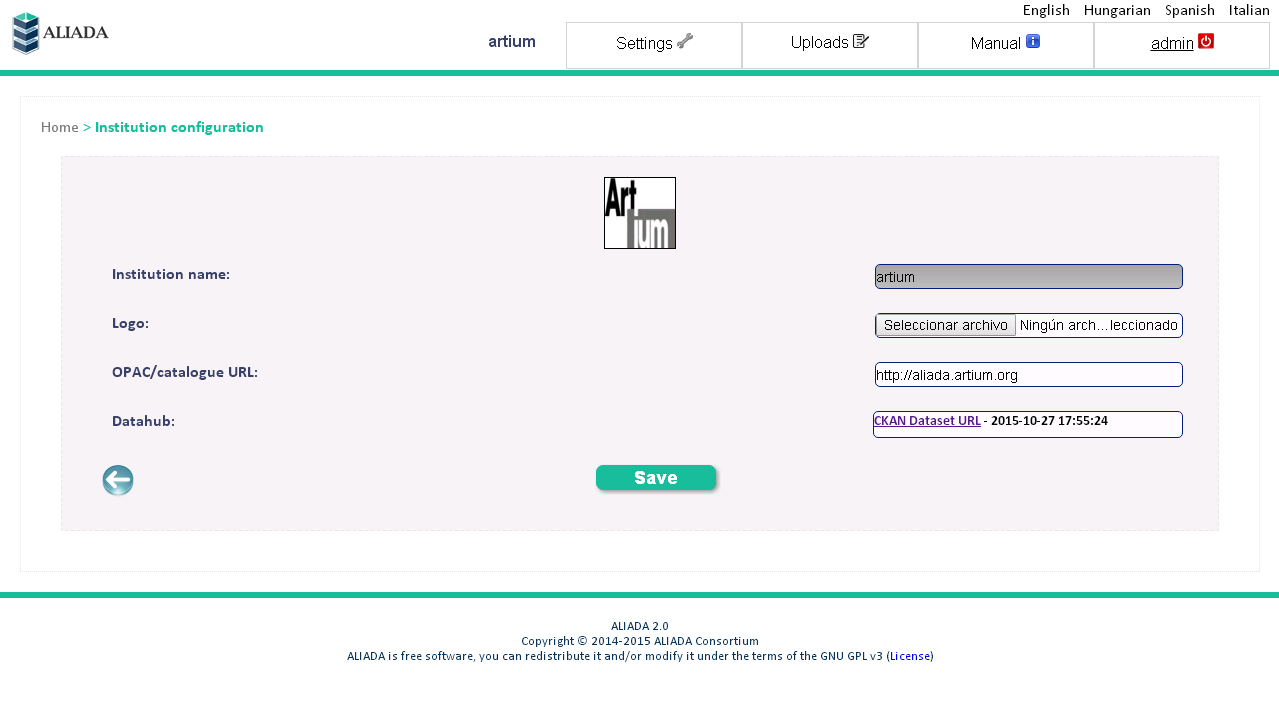 English Hungarian Spanish Italian
ALIADA
artium Settings Uploads Manual admin
Home > Institution configuration
Art
ium
Institution name: artium
Logo: Seleccionar archivo Ningún arch...leccionado
OPAC/catalogue URL: http://aliada.artium.org
Datahub: CKAN Dataset URL - 2015-10-27 17:55:24
Save
ALIADA 2.0
Copyright © 2014-2015 ALIADA Consortium
ALIADA is free software, you can redistribute it and/or modify it under the terms of the GNU GPL v3 (License)